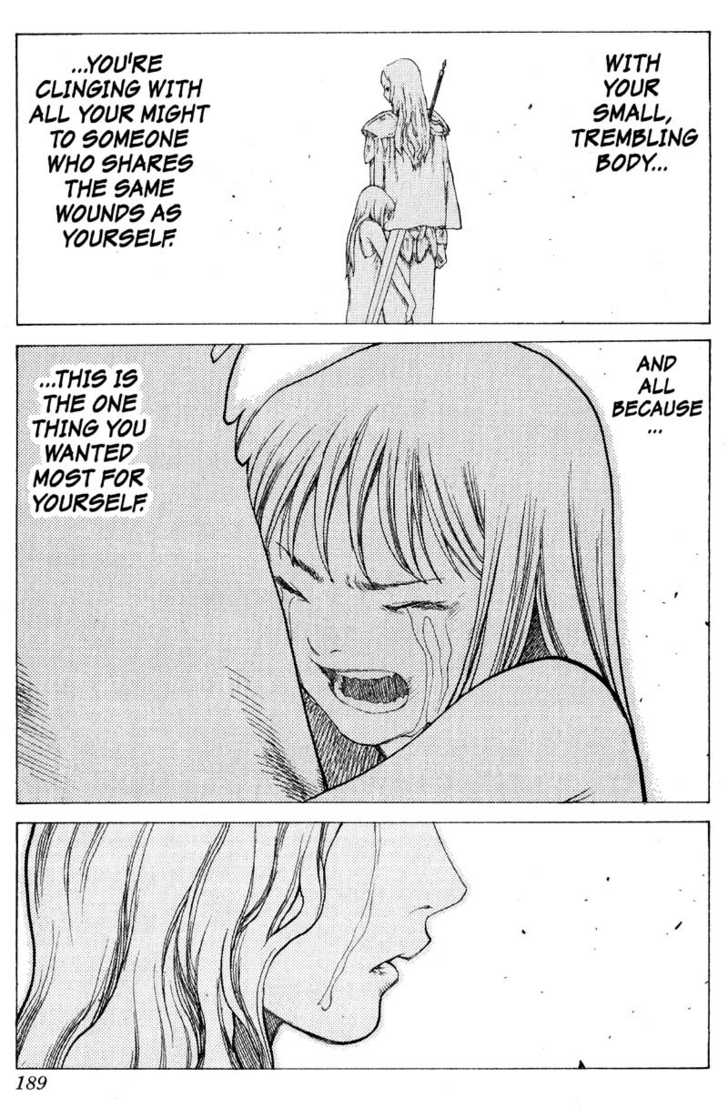 WITH
YOUR
SMALL,
TREMBLING
BODY...
...YOU'RE
CLINGING WITH
ALL YOUR MIGHT
TO SOMEONE
WHO SHARES
THE SAME
WOUNDS AS
YOURSELF.
AND
ALL
BECAUSE
...
...THIS IS
THE ONE
THING YOU
WANTED
MOST FOR
YOURSELF.
189